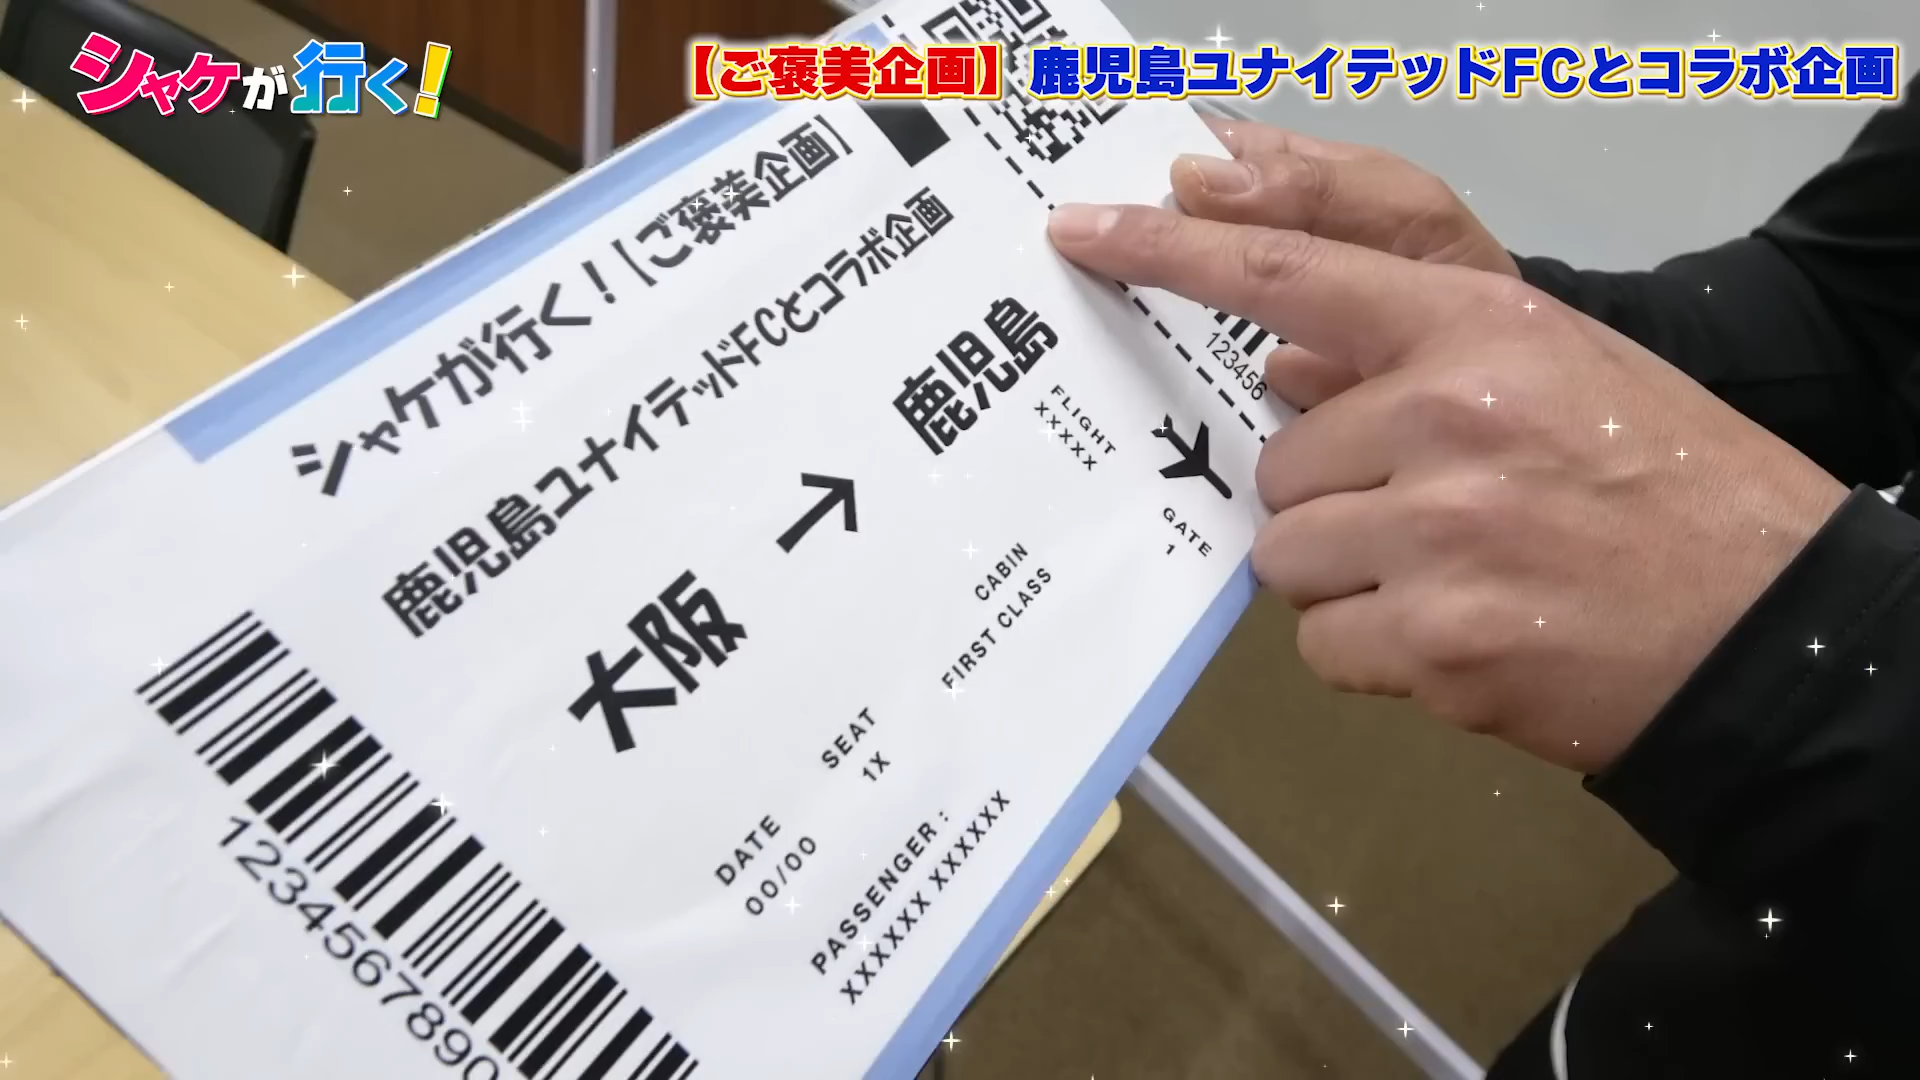 シャケが行く!
【ご褒美企画】鹿児島ユナイテッドFCとコラボ企画
シャケが行く!【ご褒美企画】
鹿児島ユナイテッドFCとコラボ企画
大阪 → 鹿児島
FLIGHT
XXXXX
GATE
1
CABIN
FIRST CLASS
SEAT
1X
DATE
00/00
PASSENGER:
XXXXXX XXXXXX
1234567890
123456